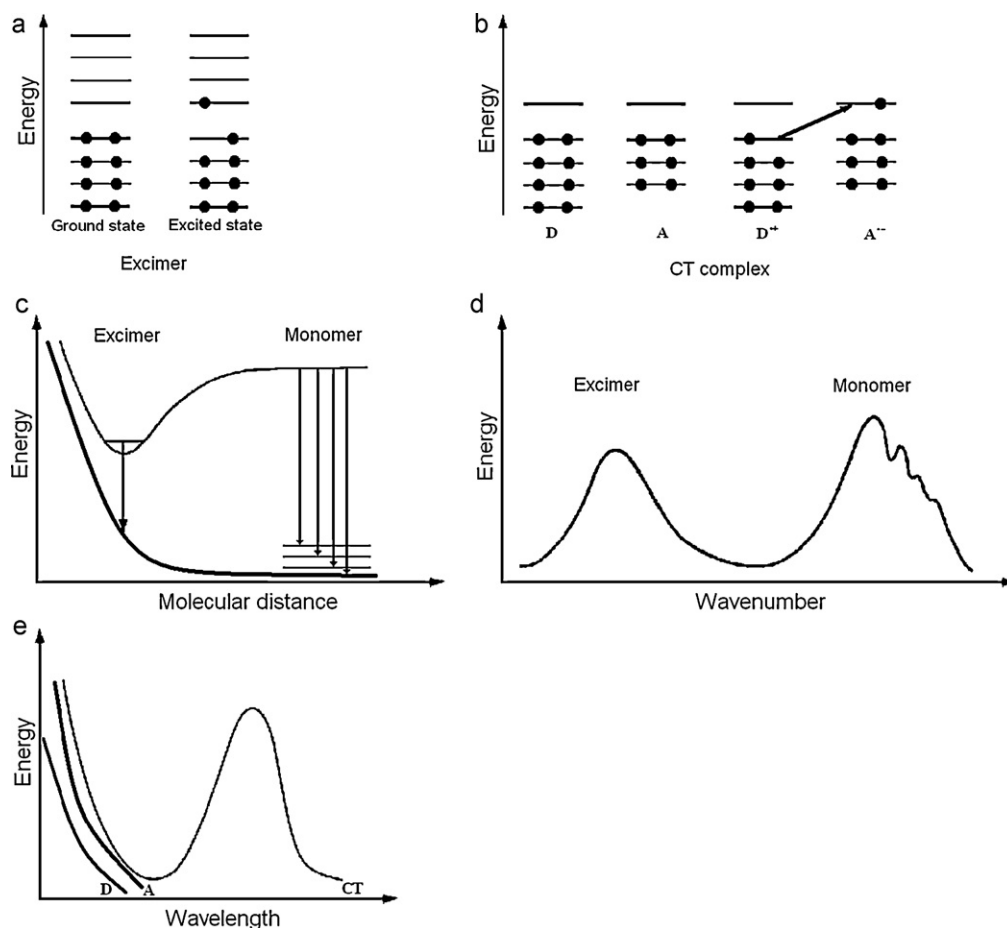 a
Energy
Ground state Excited state
Excimer
b
Energy
D A D·+ A·−
CT complex
c
Energy
Excimer Monomer
Molecular distance
d
Energy
Excimer Monomer
Wavenumber
e
Energy
D A CT
Wavelength